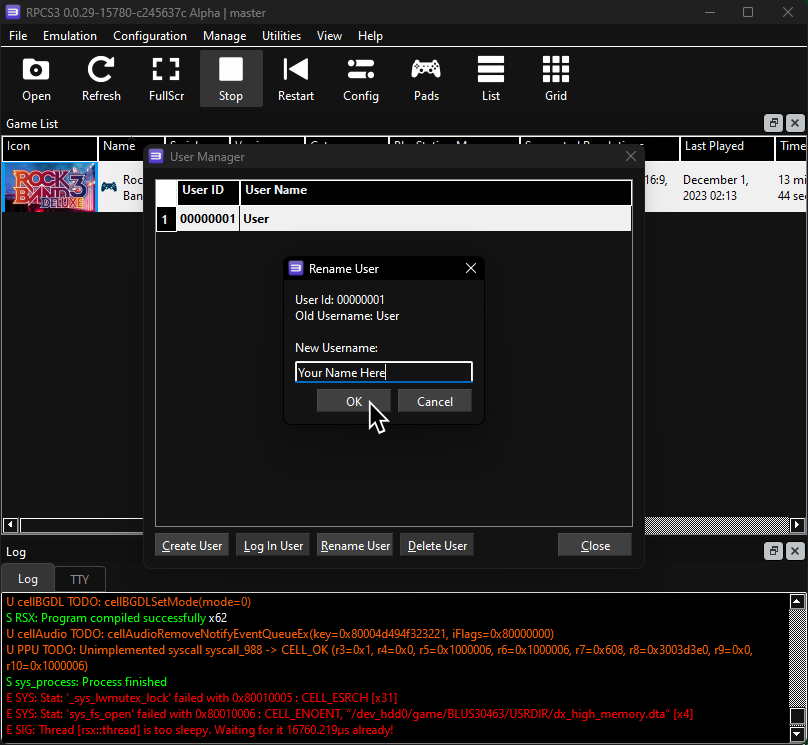 RPCS3 0.0.29-15780-c245637c Alpha | master
File Emulation Configuration Manage Utilities View Help
Open Refresh FullScr Stop Restart Config Pads List Grid
Game List
Icon Name Last Played Time
ROCK BAND 3 DELUXE
16:9, December 1, 13 mi
2023 02:13 44 sec
User Manager
User ID User Name
1 00000001 User
Rename User
User Id: 00000001
Old Username: User
New Username:
Your Name Here
OK Cancel
Create User Log In User Rename User Delete User Close
Log
Log TTY
U cellBGDL TODO: cellBGDLSetMode(mode=0)
S RSX: Program compiled successfully x62
U cellAudio TODO: cellAudioRemoveNotifyEventQueueEx(key=0x80004d494f323221, iFlags=0x80000000)
U PPU TODO: Unimplemented syscall syscall_988 -> CELL_OK (r3=0x1, r4=0x0, r5=0x1000006, r6=0x1000006, r7=0x608, r8=0x3003d3e0, r9=0x0,
r10=0x1000006)
S sys_process: Process finished
E SYS: Stat: '_sys_lwmutex_lock' failed with 0x80010005 : CELL_ESRCH [x31]
E SYS: Stat: 'sys_fs_open' failed with 0x80010006 : CELL_ENOENT, "/dev_hdd0/game/BLUS30463/USRDIR/dx_high_memory.dta" [x4]
E SIG: Thread [rsx::thread] is too sleepy. Waiting for it 16760.219µs already!